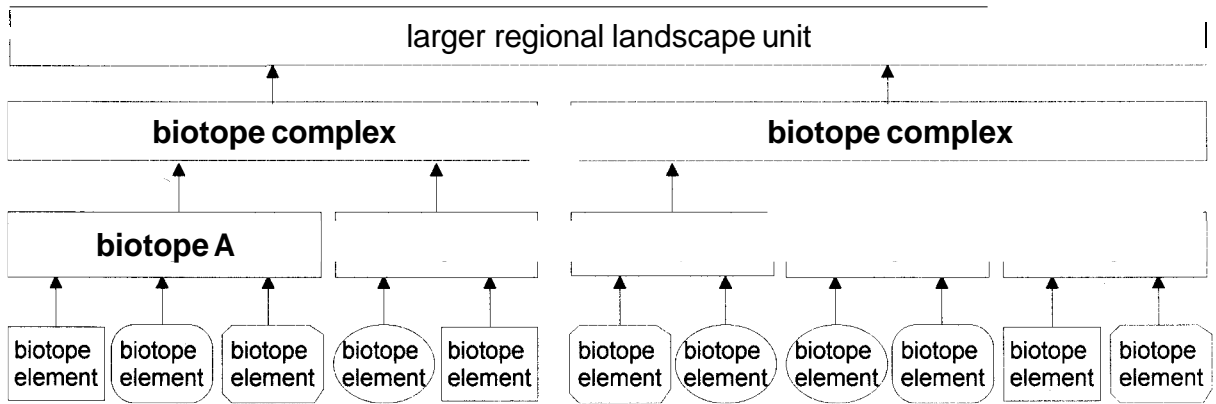 larger regional landscape unit
biotope complex biotope complex
biotope A
biotope biotope biotope biotope biotope biotope biotope biotope biotope biotope biotope
element element element element element element element element element element element